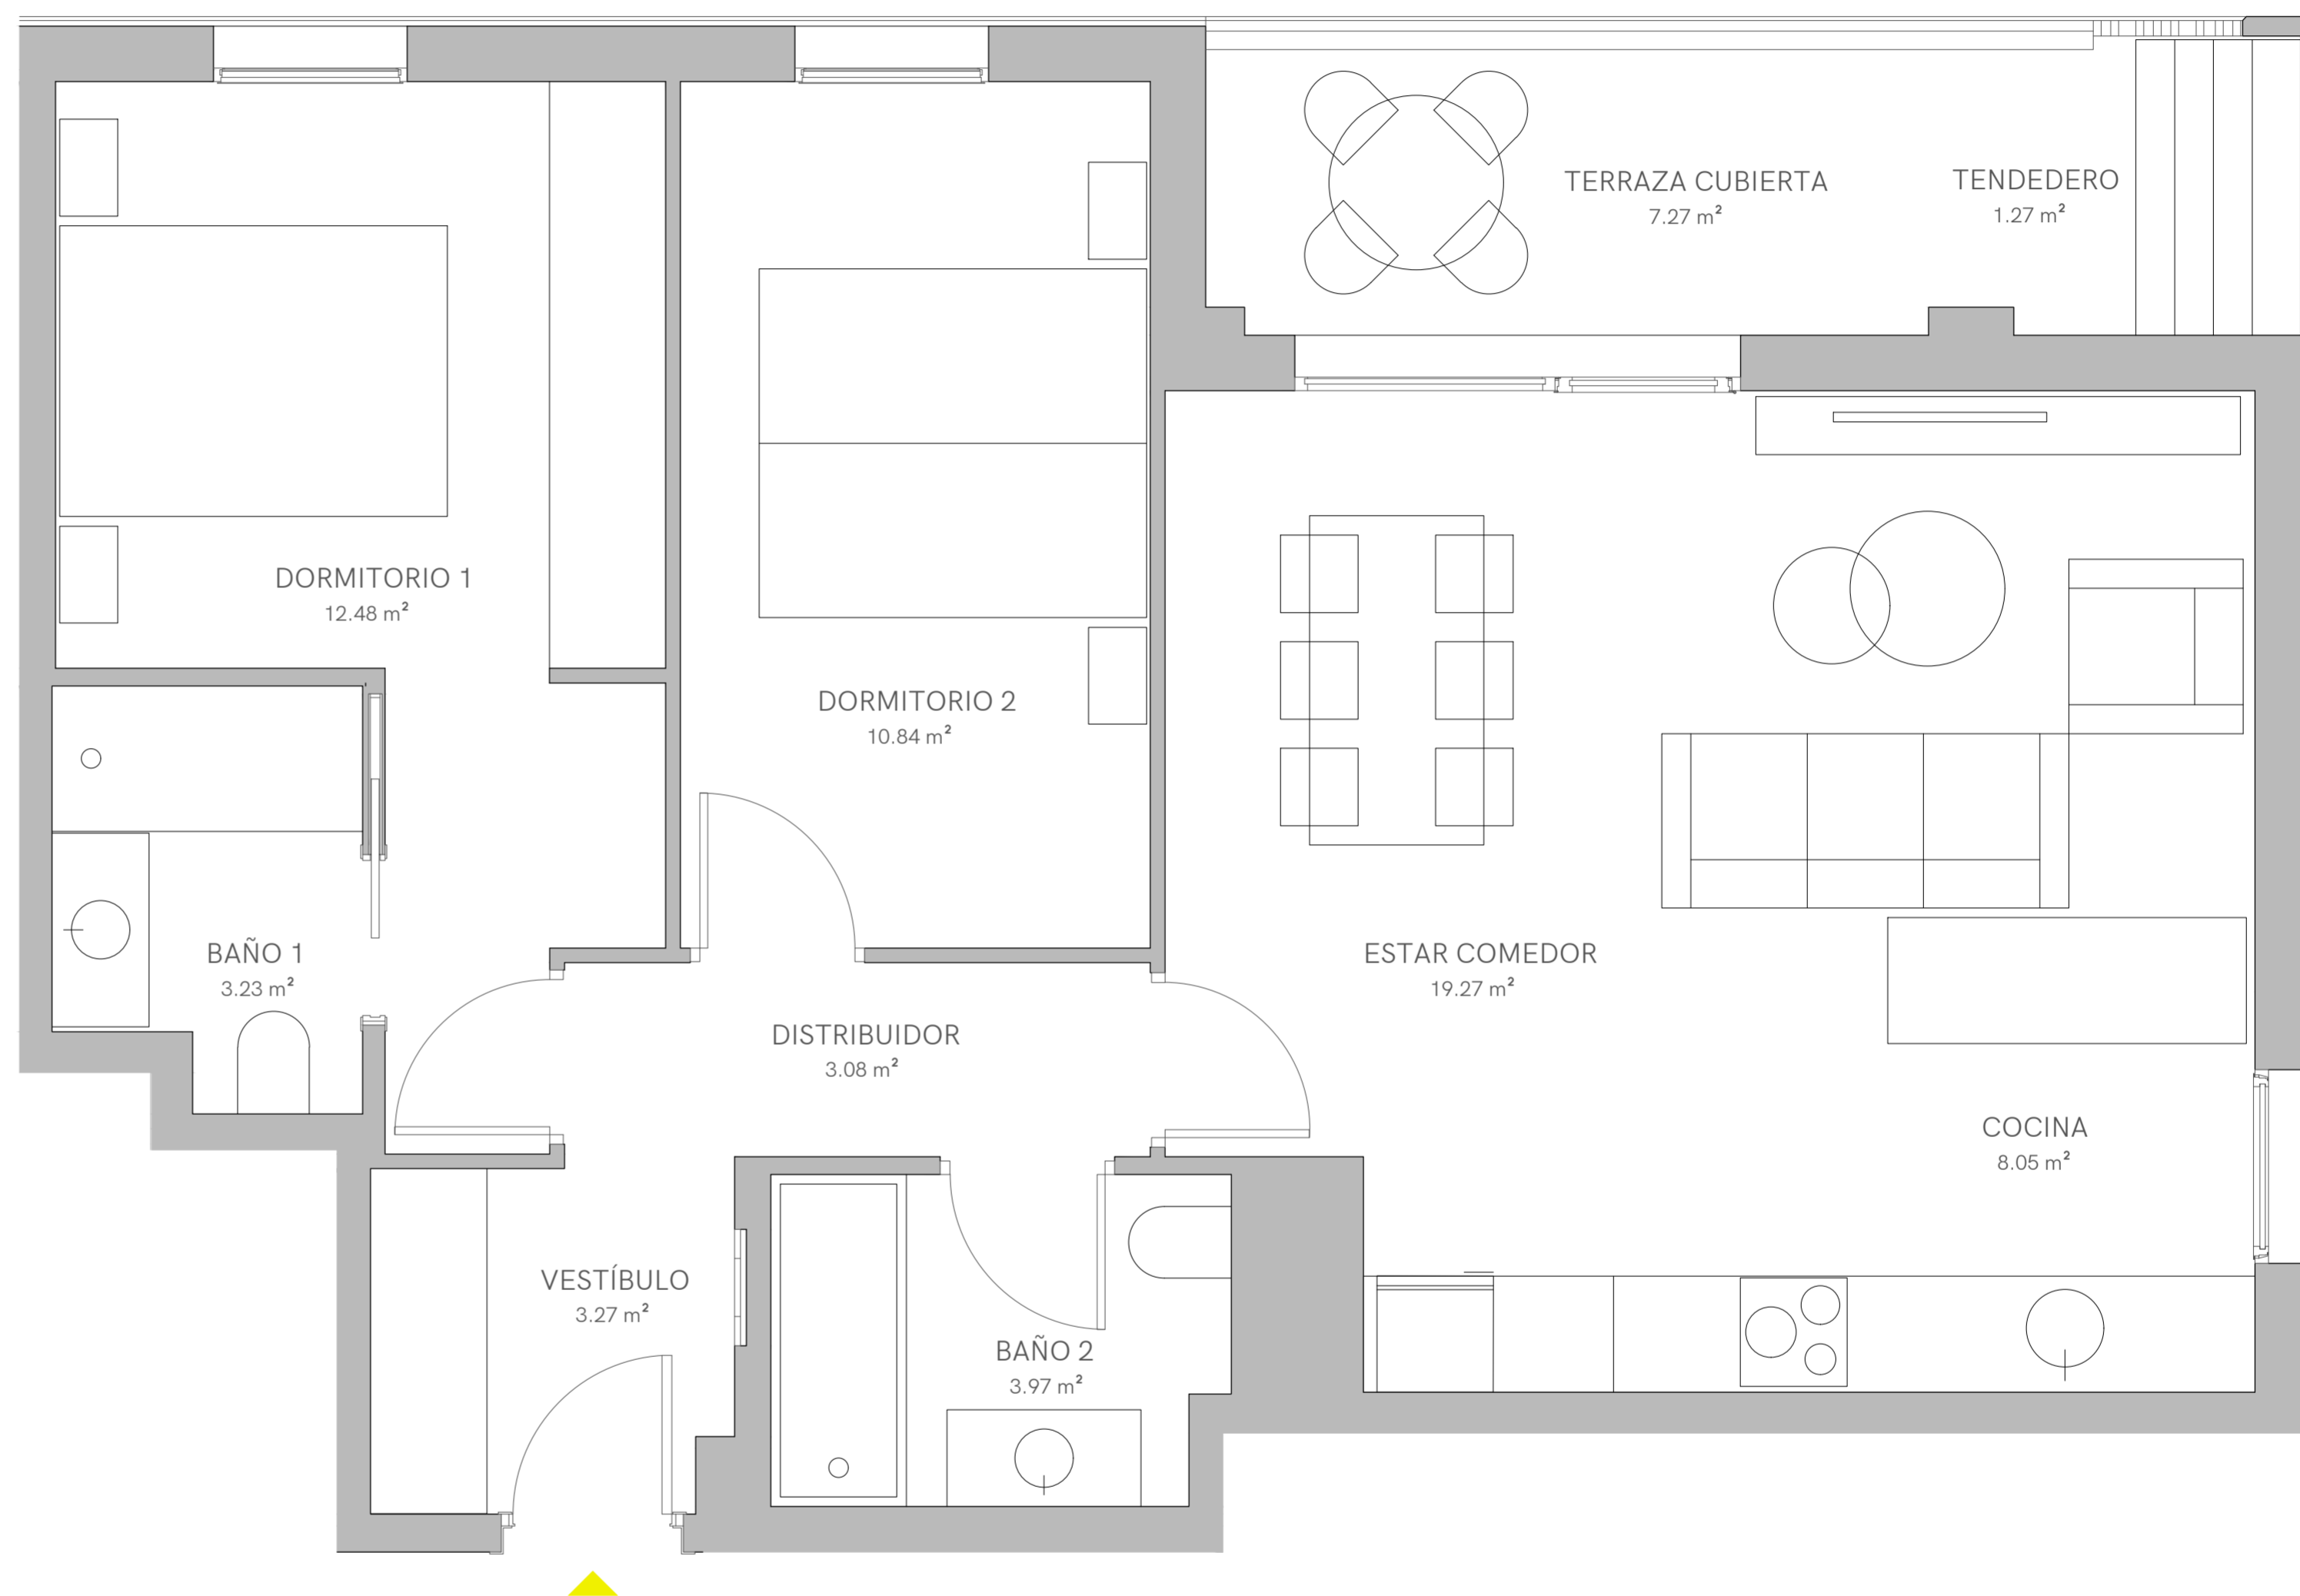 TERRAZA CUBIERTA
7.27 m²
TENDEDERO
1.27 m²
DORMITORIO 1
12.48 m²
DORMITORIO 2
10.84 m²
BAÑO 1
3.23 m²
ESTAR COMEDOR
19.27 m²
DISTRIBUIDOR
3.08 m²
COCINA
8.05 m²
VESTÍBULO
3.27 m²
BAÑO 2
3.97 m²